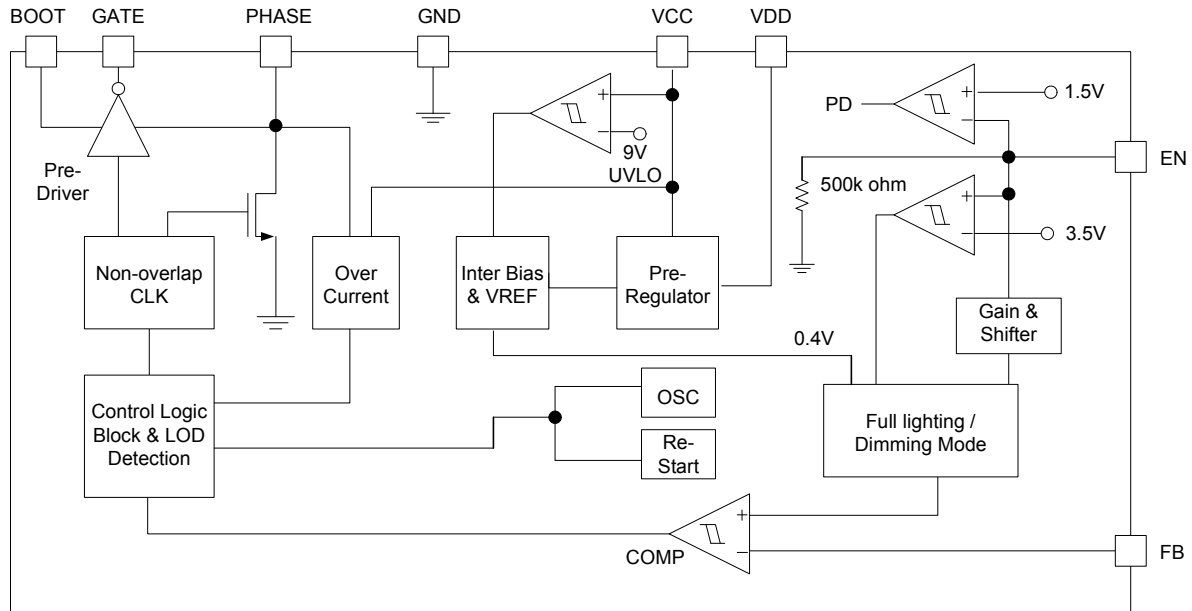 BOOT GATE PHASE GND VCC VDD
+
−
9V
UVLO
PD
+
−
1.5V
EN
Pre-
Driver
500k ohm
+
−
3.5V
Non-overlap
CLK
Over
Current
Inter Bias
& VREF
Pre-
Regulator
Gain &
Shifter
0.4V
Control Logic
Block & LOD
Detection
OSC
Re-
Start
Full lighting /
Dimming Mode
+
−
COMP
FB